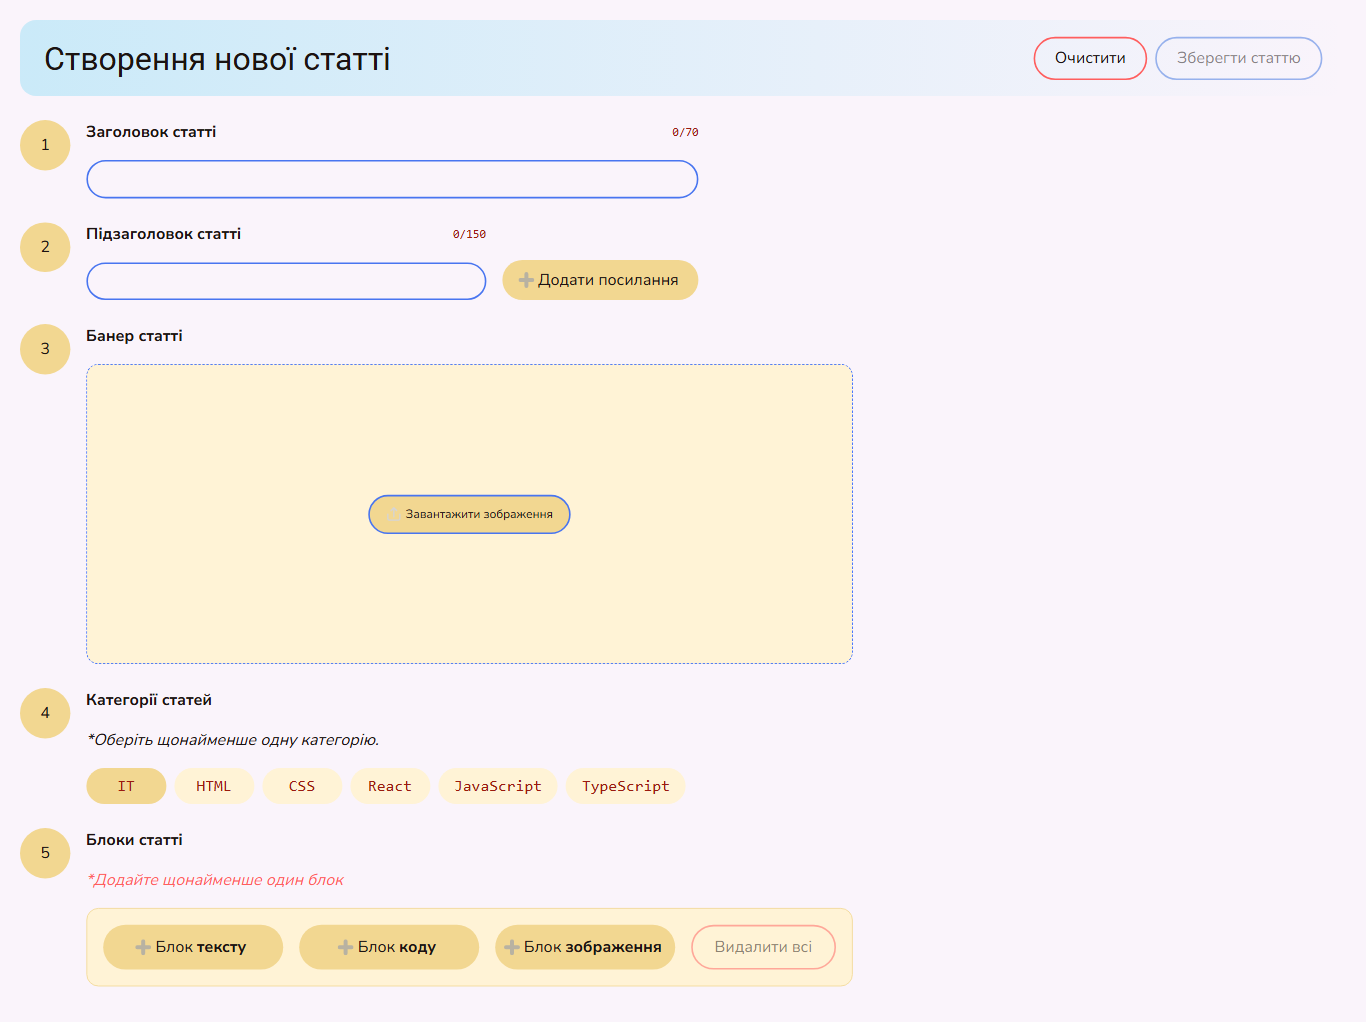 Створення нової статті
Очистити
Зберегти статтю
1
Заголовок статті
0/70
2
Підзаголовок статті
0/150
Додати посилання
3
Банер статті
Завантажити зображення
4
Категорії статей
*Оберіть щонайменше одну категорію.
IT
HTML
CSS
React
JavaScript
TypeScript
5
Блоки статті
*Додайте щонайменше один блок
Блок тексту
Блок коду
Блок зображення
Видалити всі